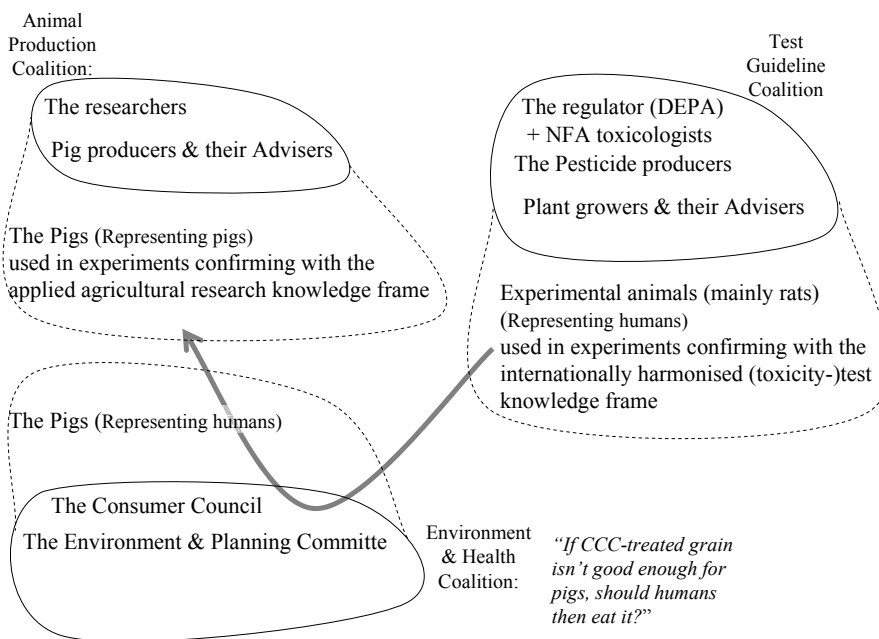 Animal
Production
Coalition:
The researchers
Pig producers & their Advisers
The Pigs (Representing pigs)
used in experiments confirming with the
applied agricultural research knowledge frame
Test
Guideline
Coalition
The regulator (DEPA)
+ NFA toxicologists
The Pesticide producers
Plant growers & their Advisers
Experimental animals (mainly rats)
(Representing humans)
used in experiments confirming with the
internationally harmonised (toxicity-)test
knowledge frame
The Pigs (Representing humans)
The Consumer Council
The Environment & Planning Committe
Environment
& Health
Coalition:
“If CCC-treated grain
isn’t good enough for
pigs, should humans
then eat it?”